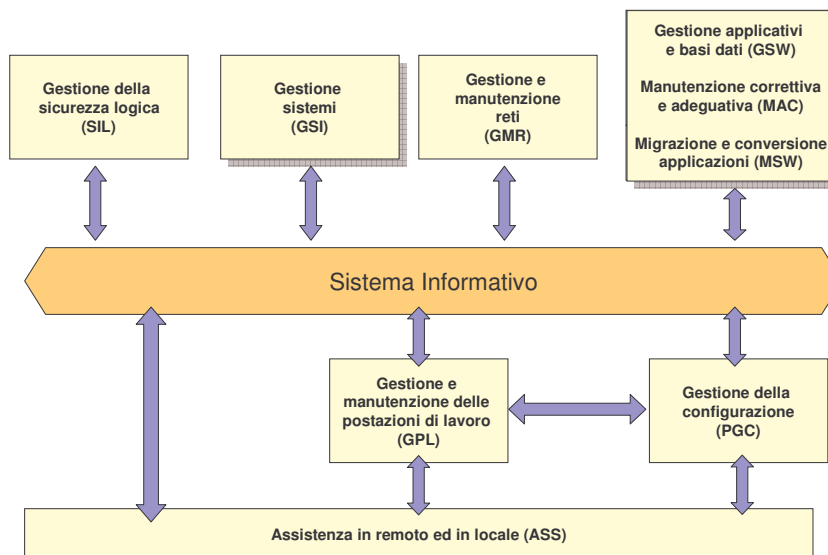 Gestione della
sicurezza logica
(SIL)
Gestione
sistemi
(GSI)
Gestione e
manutenzione
reti
(GMR)
Gestione applicativi
e basi dati (GSW)
Manutenzione correttiva
e adeguativa (MAC)
Migrazione e conversione
applicazioni (MSW)
Sistema Informativo
Gestione e
manutenzione delle
postazioni di lavoro
(GPL)
Gestione della
configurazione
(PGC)
Assistenza in remoto ed in locale (ASS)